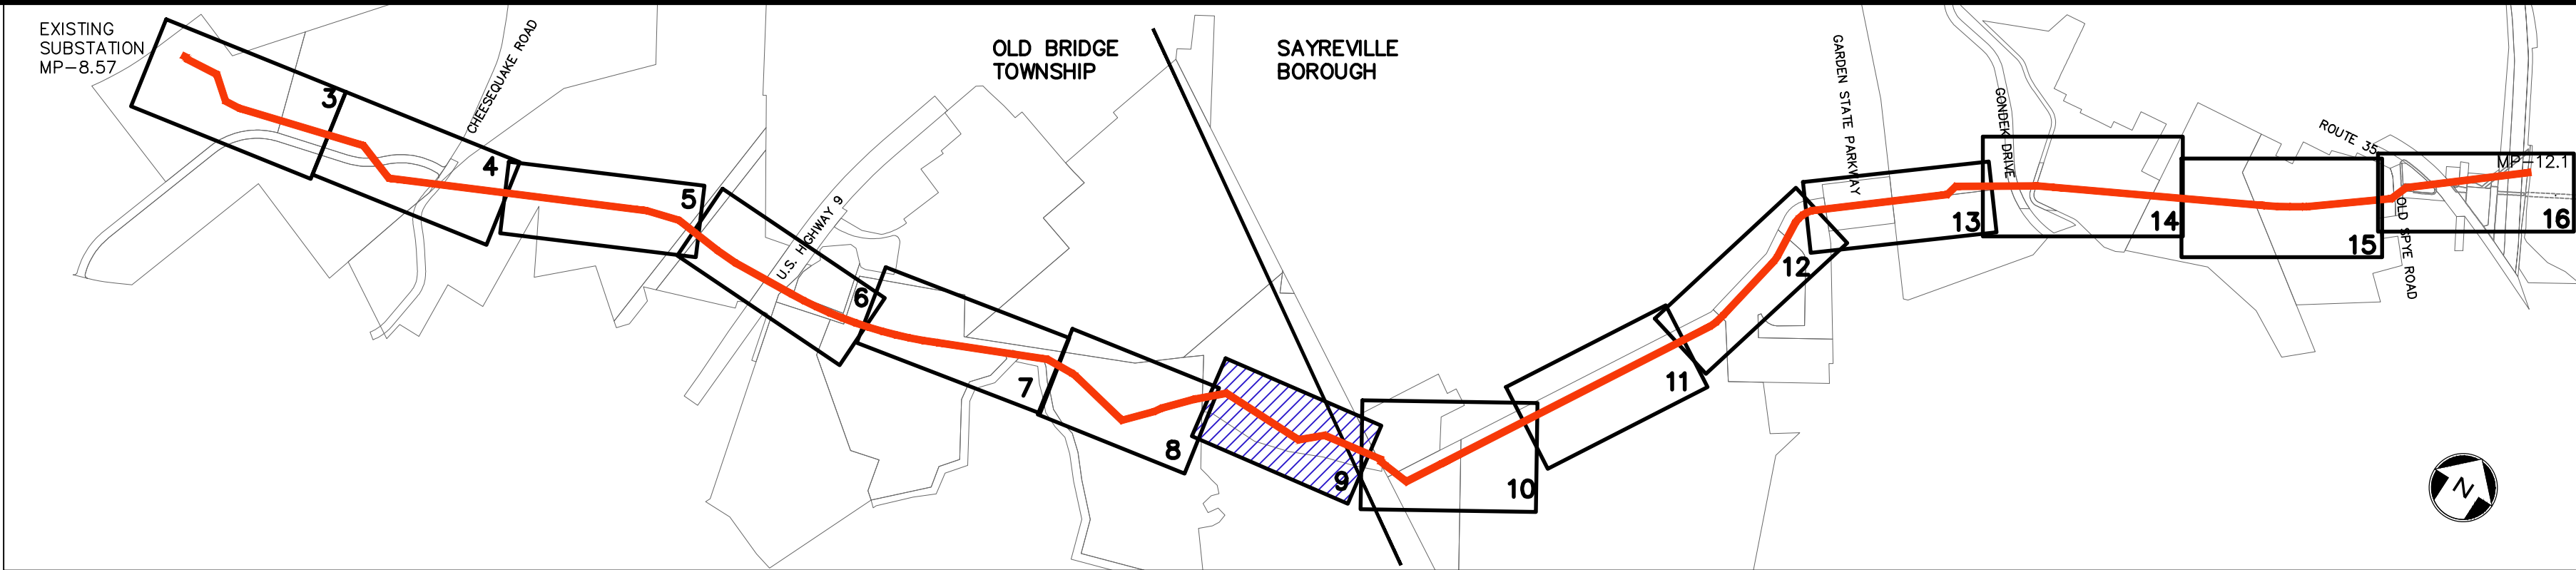 EXISTING
SUBSTATION
MP-8.57
3
CHEESEQUAKE ROAD
4
5
U.S. HIGHWAY 9
6
7
8
OLD BRIDGE
TOWNSHIP
SAYREVILLE
BOROUGH
9
10
11
12
GARDEN STATE PARKWAY
13
GONDEK DRIVE
14
15
ROUTE 35
OLD SPYE ROAD
MP-12.1
16
N